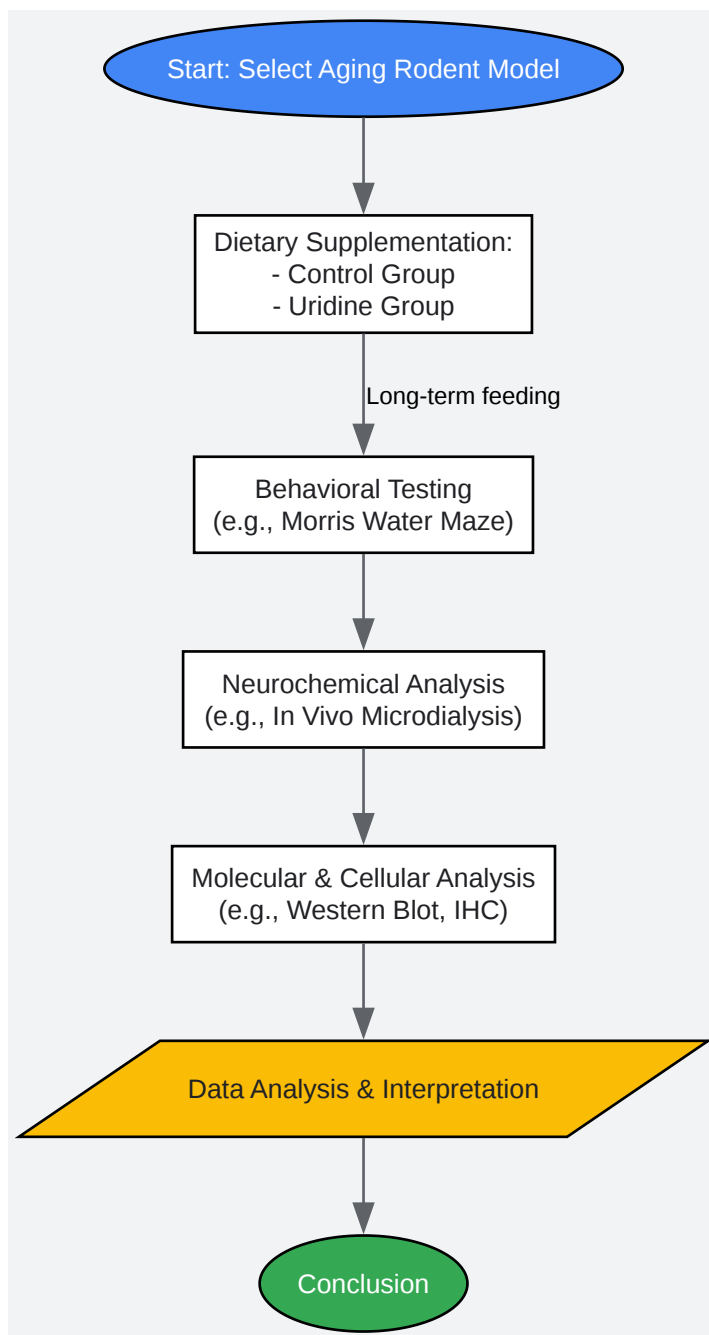 Start: Select Aging Rodent Model
Dietary Supplementation:
- Control Group
- Uridine Group
Long-term feeding
Behavioral Testing
(e.g., Morris Water Maze)
Neurochemical Analysis
(e.g., In Vivo Microdialysis)
Molecular & Cellular Analysis
(e.g., Western Blot, IHC)
Data Analysis & Interpretation
Conclusion